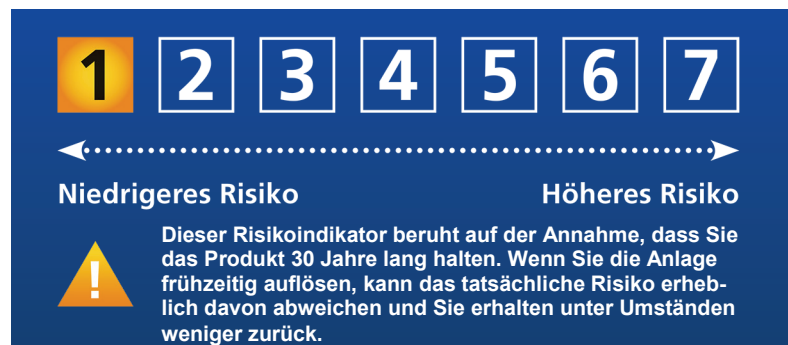 1 2 3 4 5 6 7
Niedrigeres Risiko Höheres Risiko
!
Dieser Risikoindikator beruht auf der Annahme, dass Sie
das Produkt 30 Jahre lang halten. Wenn Sie die Anlage
frühzeitig auflösen, kann das tatsächliche Risiko erheb-
lich davon abweichen und Sie erhalten unter Umständen
weniger zurück.